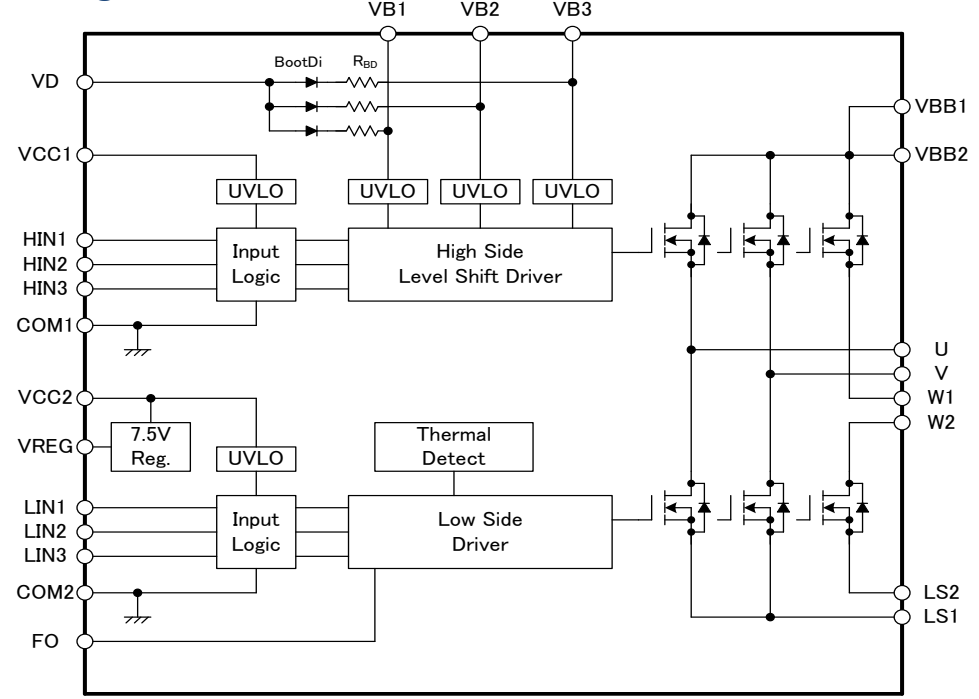 VB1 VB2 VB3
BootDi R_BD
VD
VBB1
VCC1
VBB2
UVLO UVLO UVLO UVLO
HIN1
HIN2
HIN3
Input
Logic
High Side
Level Shift Driver
COM1
U
V
W1
W2
VCC2
7.5V
Reg.
VREG
UVLO
Thermal
Detect
LIN1
LIN2
LIN3
Input
Logic
Low Side
Driver
COM2
LS2
LS1
FO